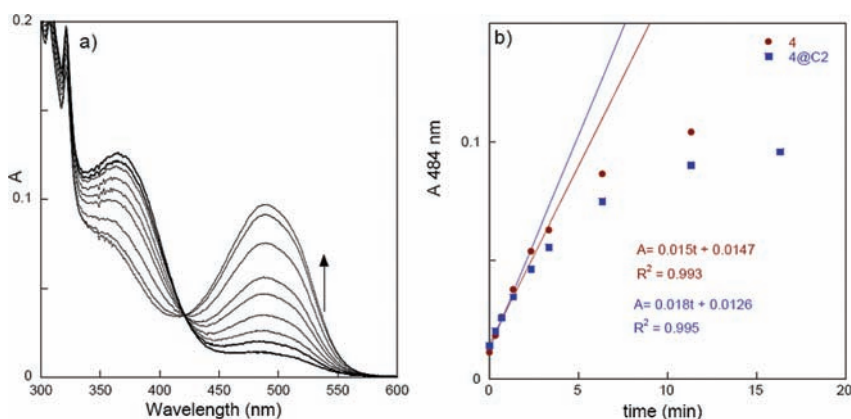 a)
A
0.2
0.1
0
300 350 400 450 500 550 600
Wavelength (nm)
b)
4
4@C2
A 484 nm
0.1
0
A= 0.015t + 0.0147
R² = 0.993
A= 0.018t + 0.0126
R² = 0.995
0 5 10 15 20
time (min)